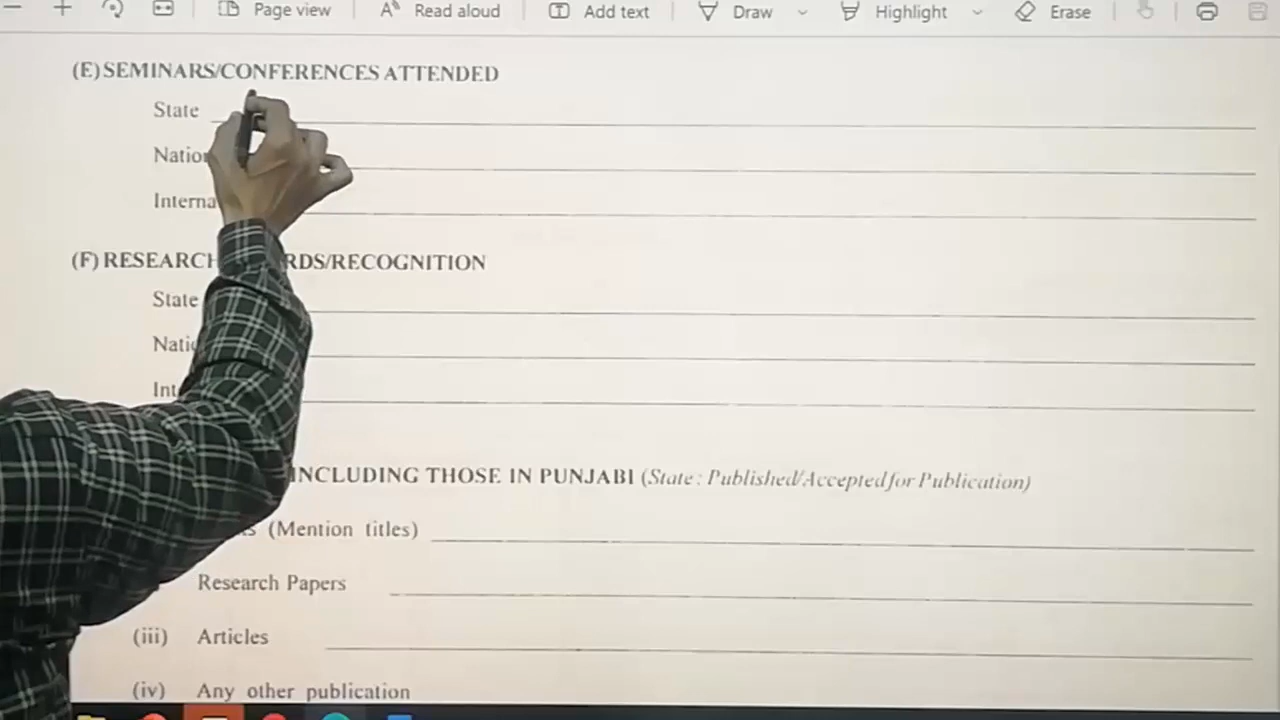 Page view Read aloud Add text Draw Highlight Erase
(E) SEMINARS/CONFERENCES ATTENDED
State
Nation
Interna
(F) RESEARCH RDS/RECOGNITION
State
Natio
Int
INCLUDING THOSE IN PUNJABI (State : Published/Accepted for Publication)
(Mention titles)
Research Papers
(iii) Articles
(iv) Any other publication